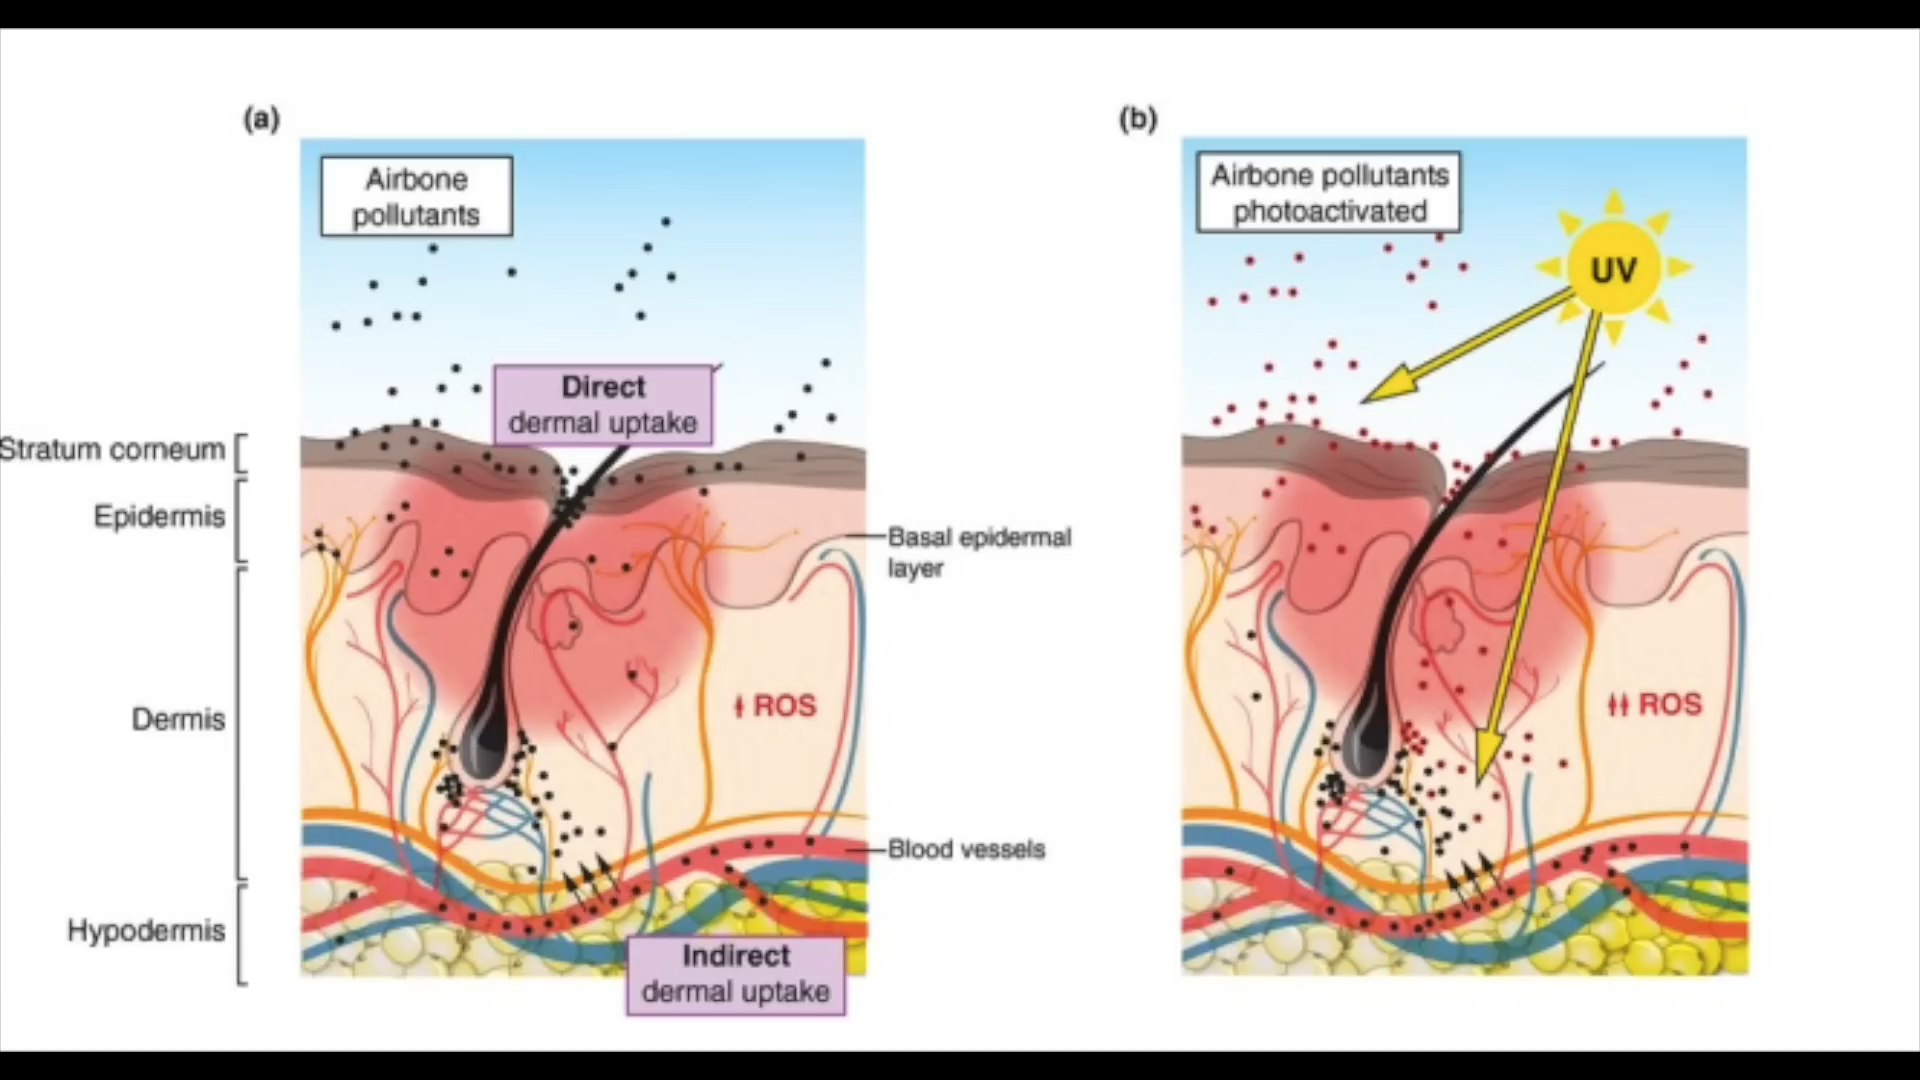 (a)
Airbone
pollutants
Direct
dermal uptake
Stratum corneum
Epidermis
Dermis
Hypodermis
Basal epidermal
layer
ROS
Blood vessels
Indirect
dermal uptake
(b)
Airbone pollutants
photoactivated
UV
ROS